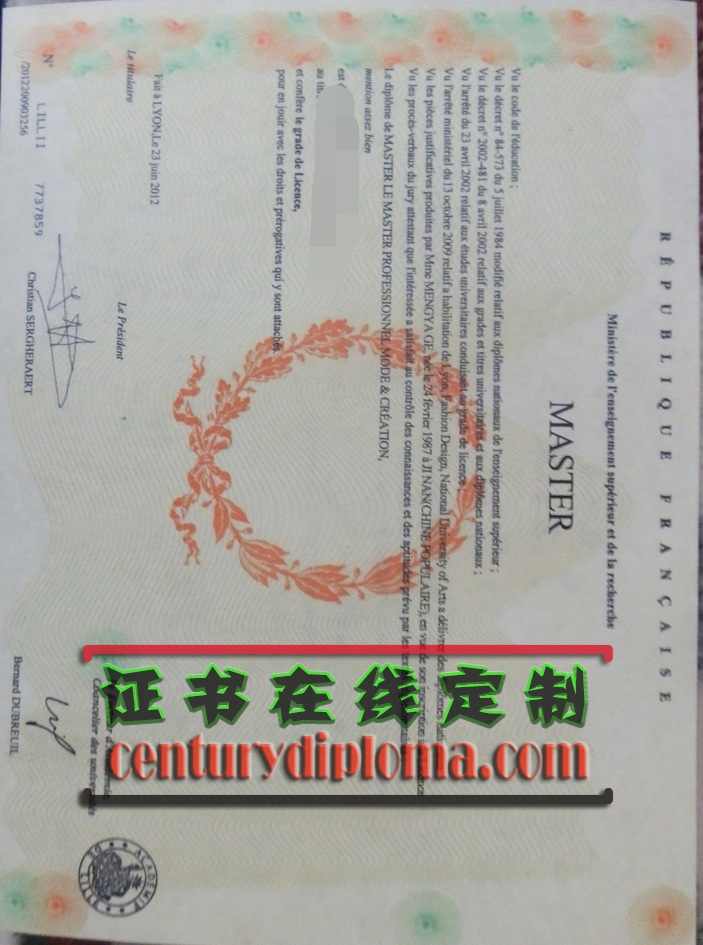 RÉPUBLIQUE FRANÇAISE
Ministère de l'enseignement supérieur et de la recherche
MASTER
Vu le code de l'éducation ;
Vu le décret n° 84-573 du 5 juillet 1984 modifié relatif aux diplômes nationaux de l'enseignement supérieur ;
Vu le décret n° 2002-481 du 8 avril 2002 relatif aux grades et titres universitaires et aux diplômes nationaux ;
Vu l'arrêté du 23 avril 2002 relatif aux études universitaires conduisant au grade de licence ;
Vu l'arrêté ministériel du 13 octobre 2009 relatif a habilitation de Lyon, Fashion Design, National University of Arts a délivrer des diplômes
Vu les pièces justificatives produites par Mme MENGYA GE, née le 24 février 1987 à JI NAN(CHINE POPULAIRE), en vue de son inscription
Vu les procès-verbaux du jury attestant que l'intéressée a satisfait au contrôle des connaissances et des aptitudes prévu par les
Le diplôme de MASTER LE MASTER PROFESSIONNEL MODE & CRÉATION,
mention assez bien
est
au
et confère le grade de Licence,
pour en jouir avec les droits et prérogatives qui y sont attachés.
Fait à LYON,Le 23 juin 2012
Le titulaire
Le Président
Conncelier des universités
N° LILLII 7737859
/2012200903256
Christian SERGHERAERT
Bernard DUBREUIL
ACADÉMIE
LILLE
证书在线定制
centurydiploma.com